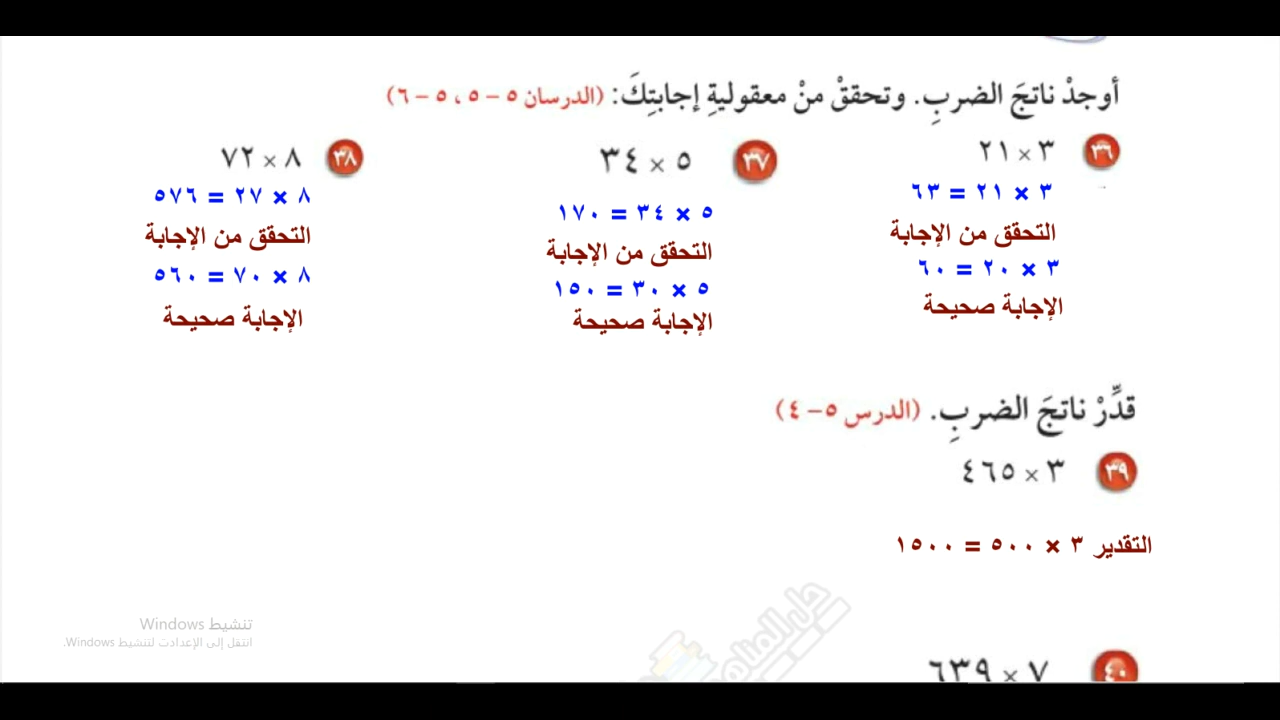 أوجدْ ناتجَ الضربِ. وتحققْ منْ معقوليةِ إجابتِكَ: (الدرسان ٥ – ٥ ، ٥ – ٦)
٣٦ ٣ × ٢١
٣ × ٢١ = ٦٣
التحقق من الإجابة
٣ × ٢٠ = ٦٠
الإجابة صحيحة
٣٧ ٥ × ٣٤
٥ × ٣٤ = ١٧٠
التحقق من الإجابة
٥ × ٣٠ = ١٥٠
الإجابة صحيحة
٣٨ ٨ × ٧٢
٨ × ٢٧ = ٥٧٦
التحقق من الإجابة
٨ × ٧٠ = ٥٦٠
الإجابة صحيحة
قدِّرْ ناتجَ الضربِ. (الدرس ٥ – ٤)
٣٩ ٣ × ٤٦٥
التقدير ٣ × ٥٠٠ = ١٥٠٠
٤٠ ٧ × ٦٣٩
تنشيط Windows
انتقل إلى الإعدادت لتنشيط Windows.